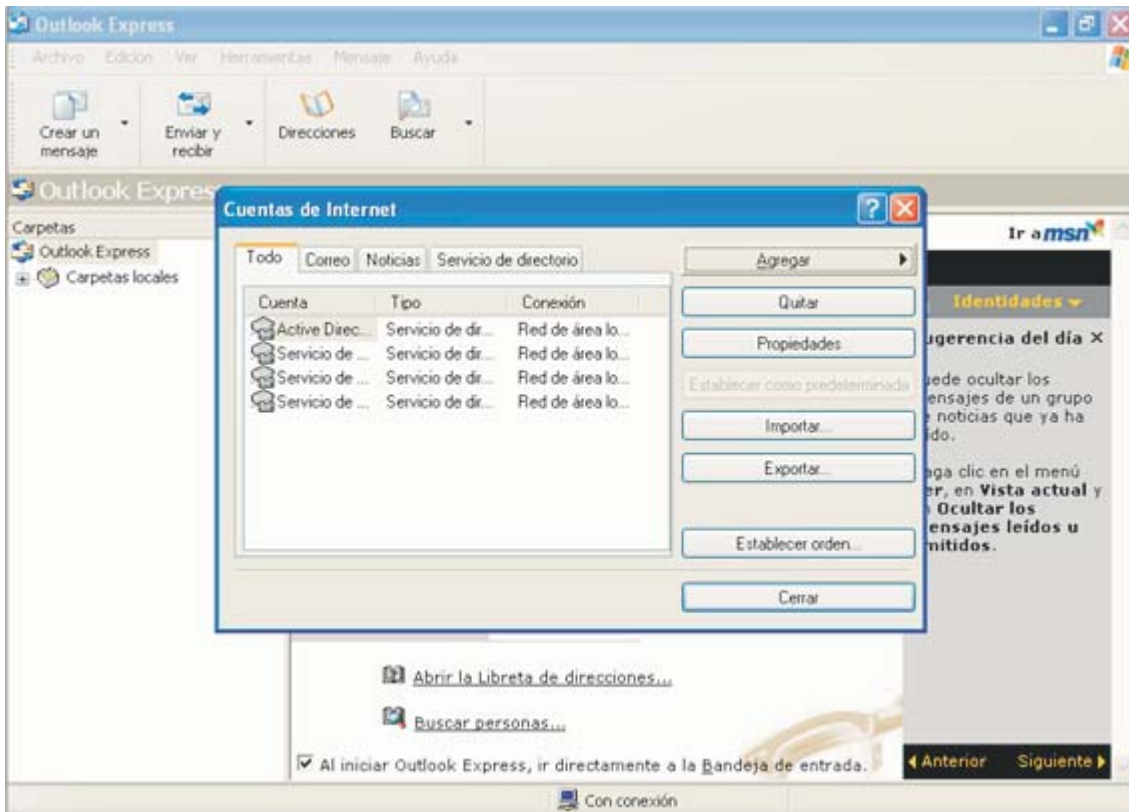 Outlook Express
Archivo Edición Ver Herramientas Mensaje Ayuda
Crear un mensaje
Enviar y recibir
Direcciones
Buscar
Outlook Expres
Carpetas
Outlook Express
Carpetas locales
Cuentas de Internet
Todo Correo Noticias Servicio de directorio
Cuenta Tipo Conexión
Active Direc... Servicio de dir... Red de área lo...
Servicio de ... Servicio de dir... Red de área lo...
Servicio de ... Servicio de dir... Red de área lo...
Servicio de ... Servicio de dir... Red de área lo...
Agregar
Quitar
Propiedades
Establecer como predeterminada
Importar...
Exportar...
Establecer orden...
Cerrar
Ir a msn
Identidades
ugerencia del día ×
uede ocultar los
ensajes de un grupo
e noticias que ya ha
ído.
aga clic en el menú
er, en Vista actual y
n Ocultar los
ensajes leídos u
mitidos.
Abrir la Libreta de direcciones...
Buscar personas...
Al iniciar Outlook Express, ir directamente a la Bandeja de entrada.
Anterior Siguiente
Con conexión